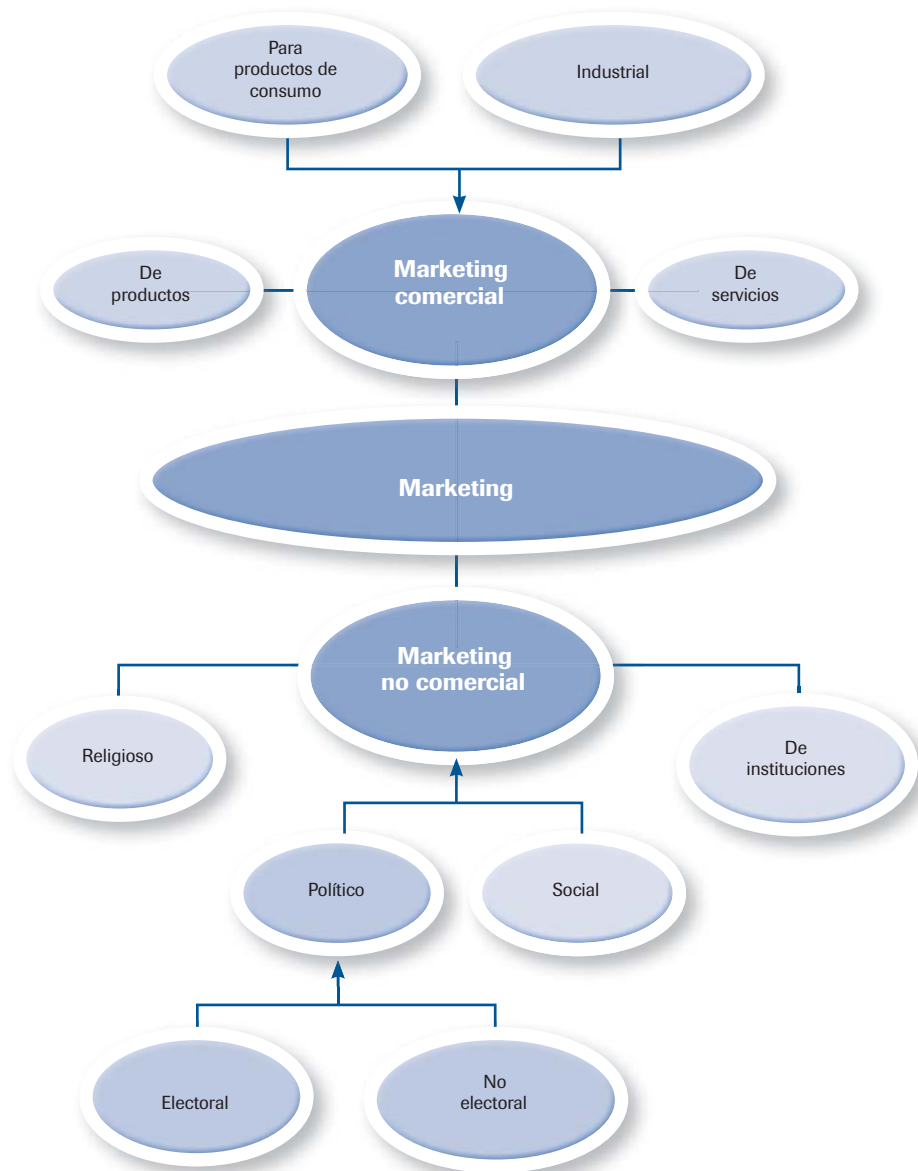 Para
productos de
consumo
Industrial
De
productos
Marketing
comercial
De
servicios
Marketing
Marketing
no comercial
Religioso
De
instituciones
Político
Social
Electoral
No
electoral